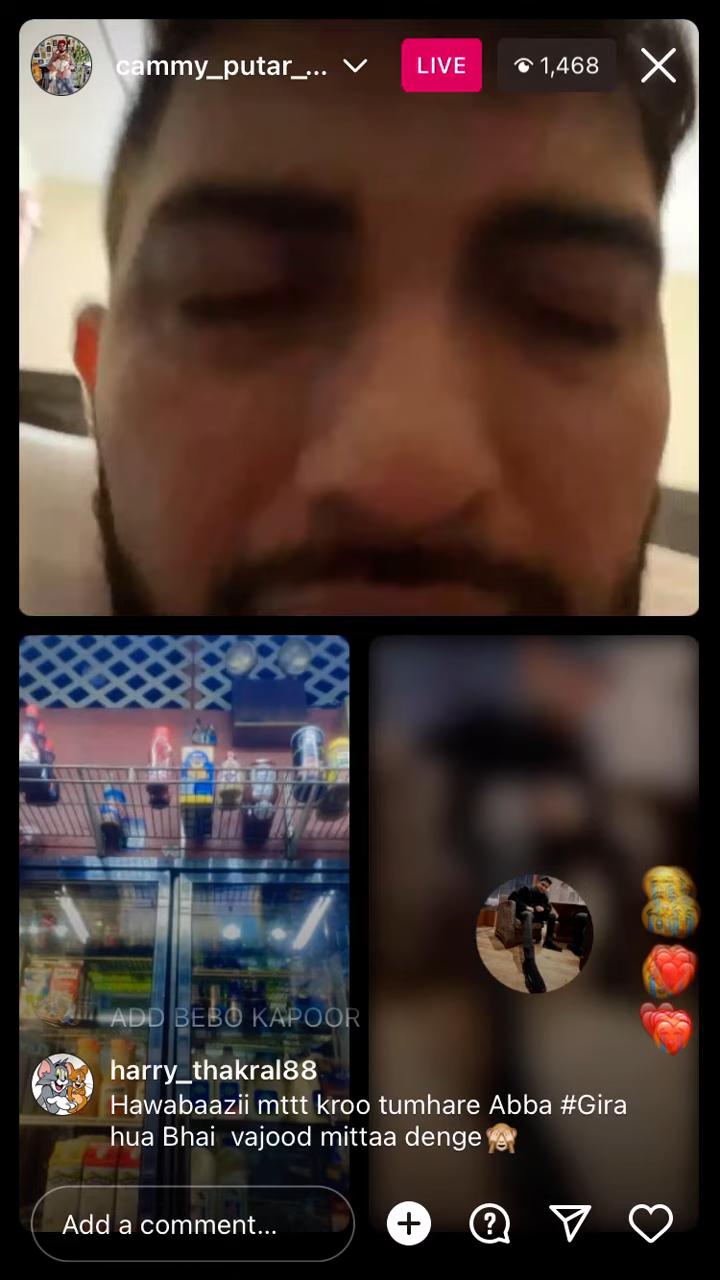 cammy_putar_...
LIVE
1,468
ADD BEBO KAPOOR
harry_thakral88
Hawabaazii mttt kroo tumhare Abba #Gira
hua Bhai vajood mittaa denge🙈
Add a comment...